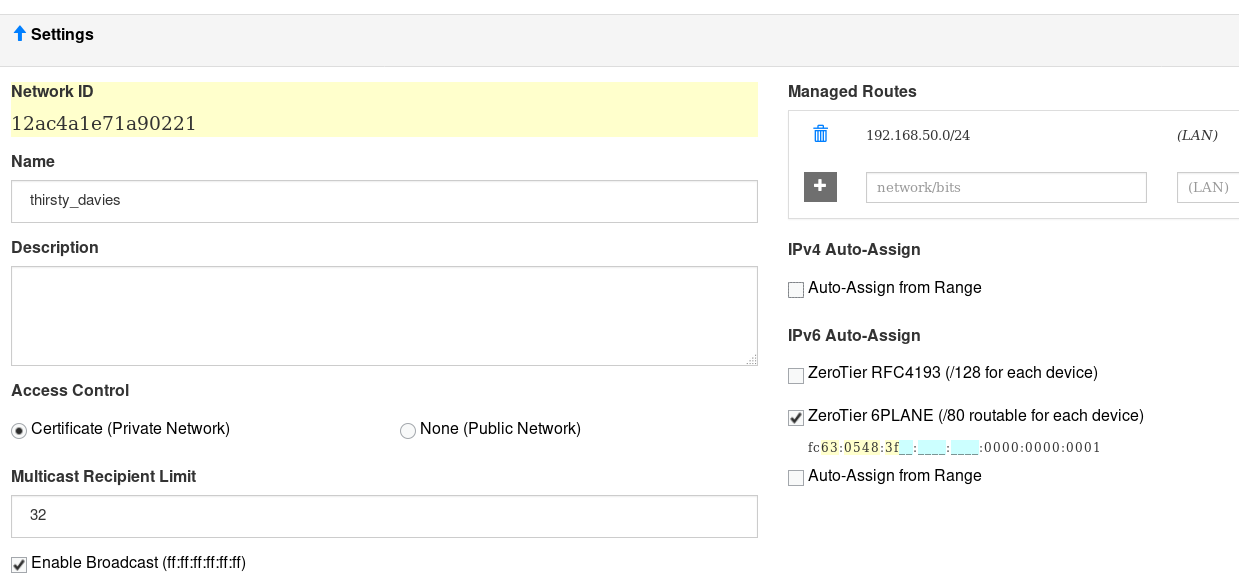 Settings
Network ID
12ac4a1e71a90221
Name
thirsty_davies
Description
Access Control
Certificate (Private Network)
None (Public Network)
Multicast Recipient Limit
32
Enable Broadcast (ff:ff:ff:ff:ff:ff)
Managed Routes
192.168.50.0/24 (LAN)
network/bits (LAN)
IPv4 Auto-Assign
Auto-Assign from Range
IPv6 Auto-Assign
ZeroTier RFC4193 (/128 for each device)
ZeroTier 6PLANE (/80 routable for each device)
fc63:0548:3f__:____:____:0000:0000:0001
Auto-Assign from Range